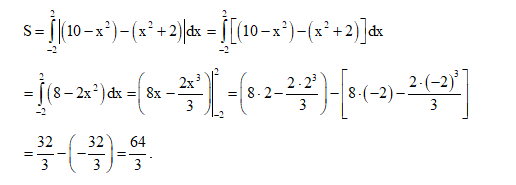 S = ∫_{-2}^{2} |(10 − x²) − (x² + 2)| dx = ∫_{-2}^{2} [(10 − x²) − (x² + 2)] dx
= ∫_{-2}^{2} (8 − 2x²) dx = (8x − 2x³/3)|_{-2}^{2} = (8·2 − 2·2³/3) − [8·(−2) − 2·(−2)³/3]
= 32/3 − (−32/3) = 64/3 .